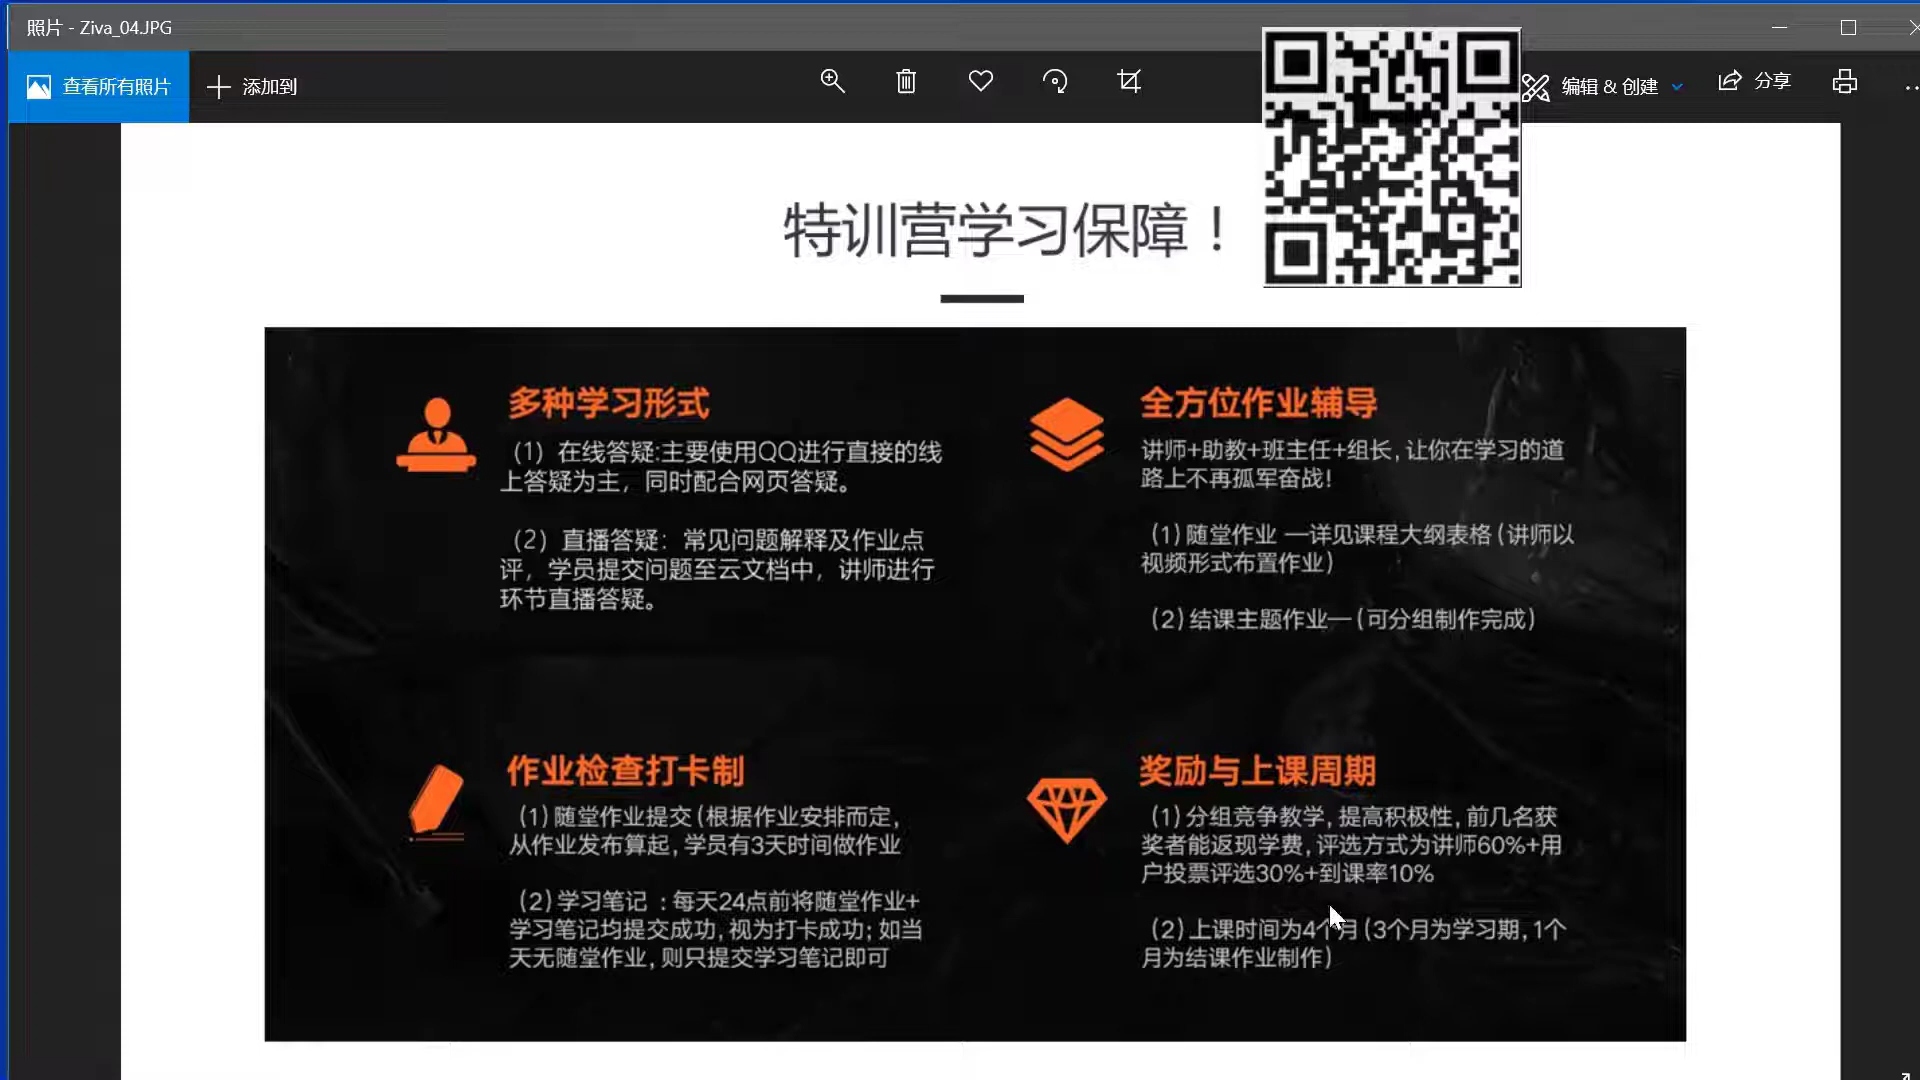 照片 - Ziva_04.JPG
查看所有照片
添加到
编辑 & 创建
分享
特训营学习保障！
多种学习形式
（1）在线答疑:主要使用QQ进行直接的线
上答疑为主，同时配合网页答疑。
（2）直播答疑：常见问题解释及作业点
评，学员提交问题至云文档中，讲师进行
环节直播答疑。
全方位作业辅导
讲师+助教+班主任+组长, 让你在学习的道
路上不再孤军奋战!
（1) 随堂作业 —详见课程大纲表格 (讲师以
视频形式布置作业)
（2) 结课主题作业— (可分组制作完成)
作业检查打卡制
（1) 随堂作业提交 (根据作业安排而定,
从作业发布算起, 学员有3天时间做作业
（2) 学习笔记 : 每天24点前将随堂作业+
学习笔记均提交成功, 视为打卡成功; 如当
天无随堂作业, 则只提交学习笔记即可
奖励与上课周期
（1) 分组竞争教学, 提高积极性, 前几名获
奖者能返现学费, 评选方式为讲师60%+用
户投票评选30%+到课率10%
（2) 上课时间为4个月 (3个月为学习期, 1个
月为结课作业制作)